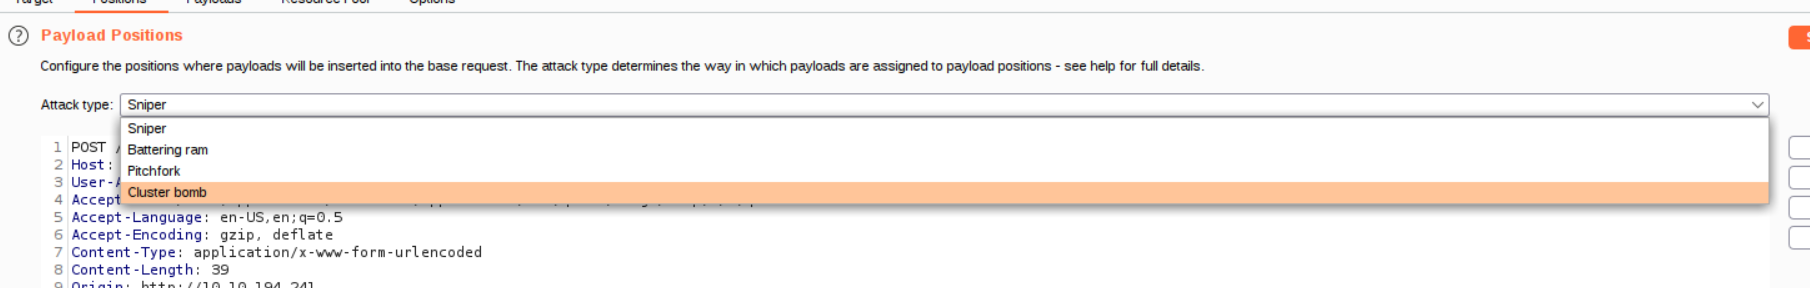 Target Positions Payloads Resource Pool Options
? Payload Positions
Configure the positions where payloads will be inserted into the base request. The attack type determines the way in which payloads are assigned to payload positions - see help for full details.
Attack type: Sniper
Sniper
Battering ram
Pitchfork
Cluster bomb
1 POST /
2 Host:
3 User-A
4 Accept
5 Accept-Language: en-US,en;q=0.5
6 Accept-Encoding: gzip, deflate
7 Content-Type: application/x-www-form-urlencoded
8 Content-Length: 39
9 Origin: http://10.10.194.241